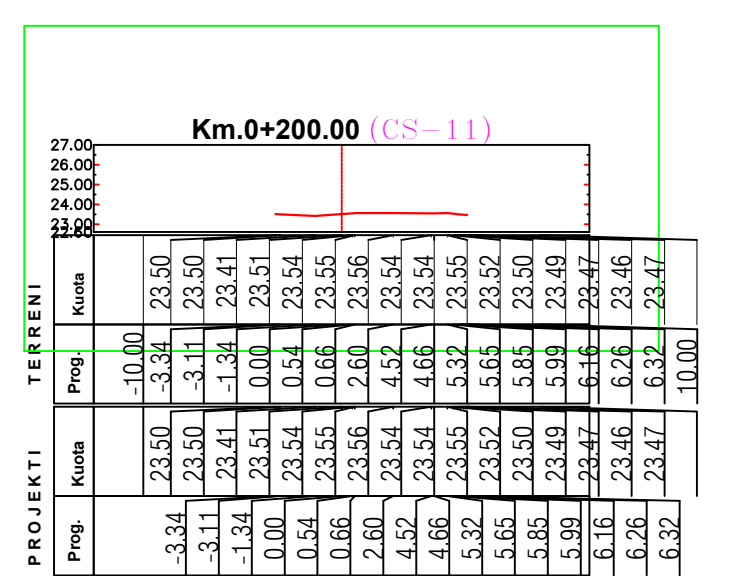 Km.0+200.00 (CS-11)
27.00
26.00
25.00
24.00
23.00
22.60
TERRENI
Kuota
23.50 23.50 23.41 23.51 23.54 23.55 23.56 23.54 23.54 23.55 23.52 23.50 23.49 23.47 23.46 23.47
Prog.
-10.00 -3.34 -3.11 -1.34 0.00 0.54 0.66 2.60 4.52 4.66 5.32 5.65 5.85 5.99 6.16 6.26 6.32 10.00
PROJEKTI
Kuota
23.50 23.50 23.41 23.51 23.54 23.55 23.56 23.54 23.54 23.55 23.52 23.50 23.49 23.47 23.46 23.47
Prog.
-3.34 -3.11 -1.34 0.00 0.54 0.66 2.60 4.52 4.66 5.32 5.65 5.85 5.99 6.16 6.26 6.32